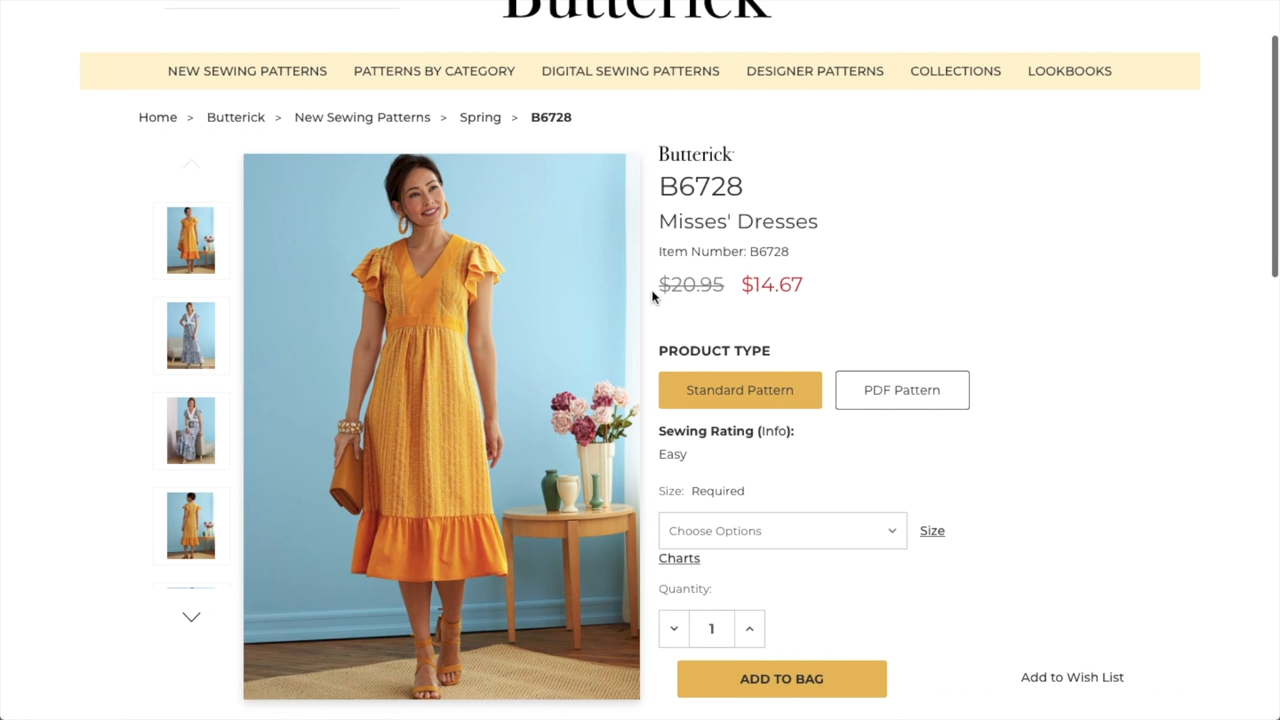 Butterick
NEW SEWING PATTERNS PATTERNS BY CATEGORY DIGITAL SEWING PATTERNS DESIGNER PATTERNS COLLECTIONS LOOKBOOKS
Home > Butterick > New Sewing Patterns > Spring > B6728
Butterick
B6728
Misses' Dresses
Item Number: B6728
$20.95 $14.67
PRODUCT TYPE
Standard Pattern PDF Pattern
Sewing Rating (Info):
Easy
Size: Required
Choose Options Size
Charts
Quantity:
1
ADD TO BAG Add to Wish List